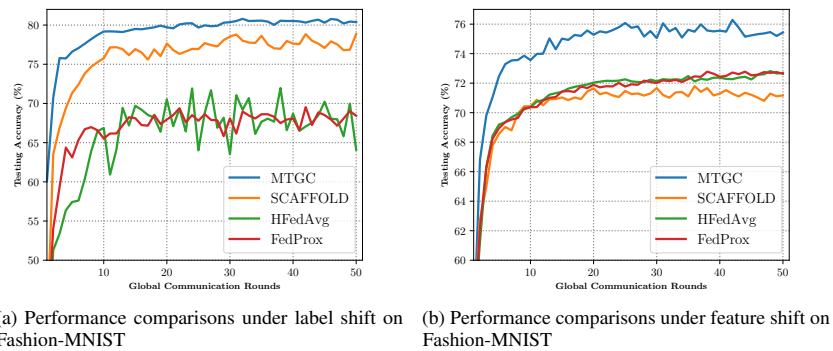 80
75
70
65
60
55
50
10
20
30
40
50
Testing Accuracy (%)
Global Communication Rounds
MTGC
SCAFFOLD
HFedAvg
FedProx
76
74
72
70
68
66
64
62
60
10
20
30
40
50
Testing Accuracy (%)
Global Communication Rounds
MTGC
SCAFFOLD
HFedAvg
FedProx
(a) Performance comparisons under label shift on
Fashion-MNIST
(b) Performance comparisons under feature shift on
Fashion-MNIST